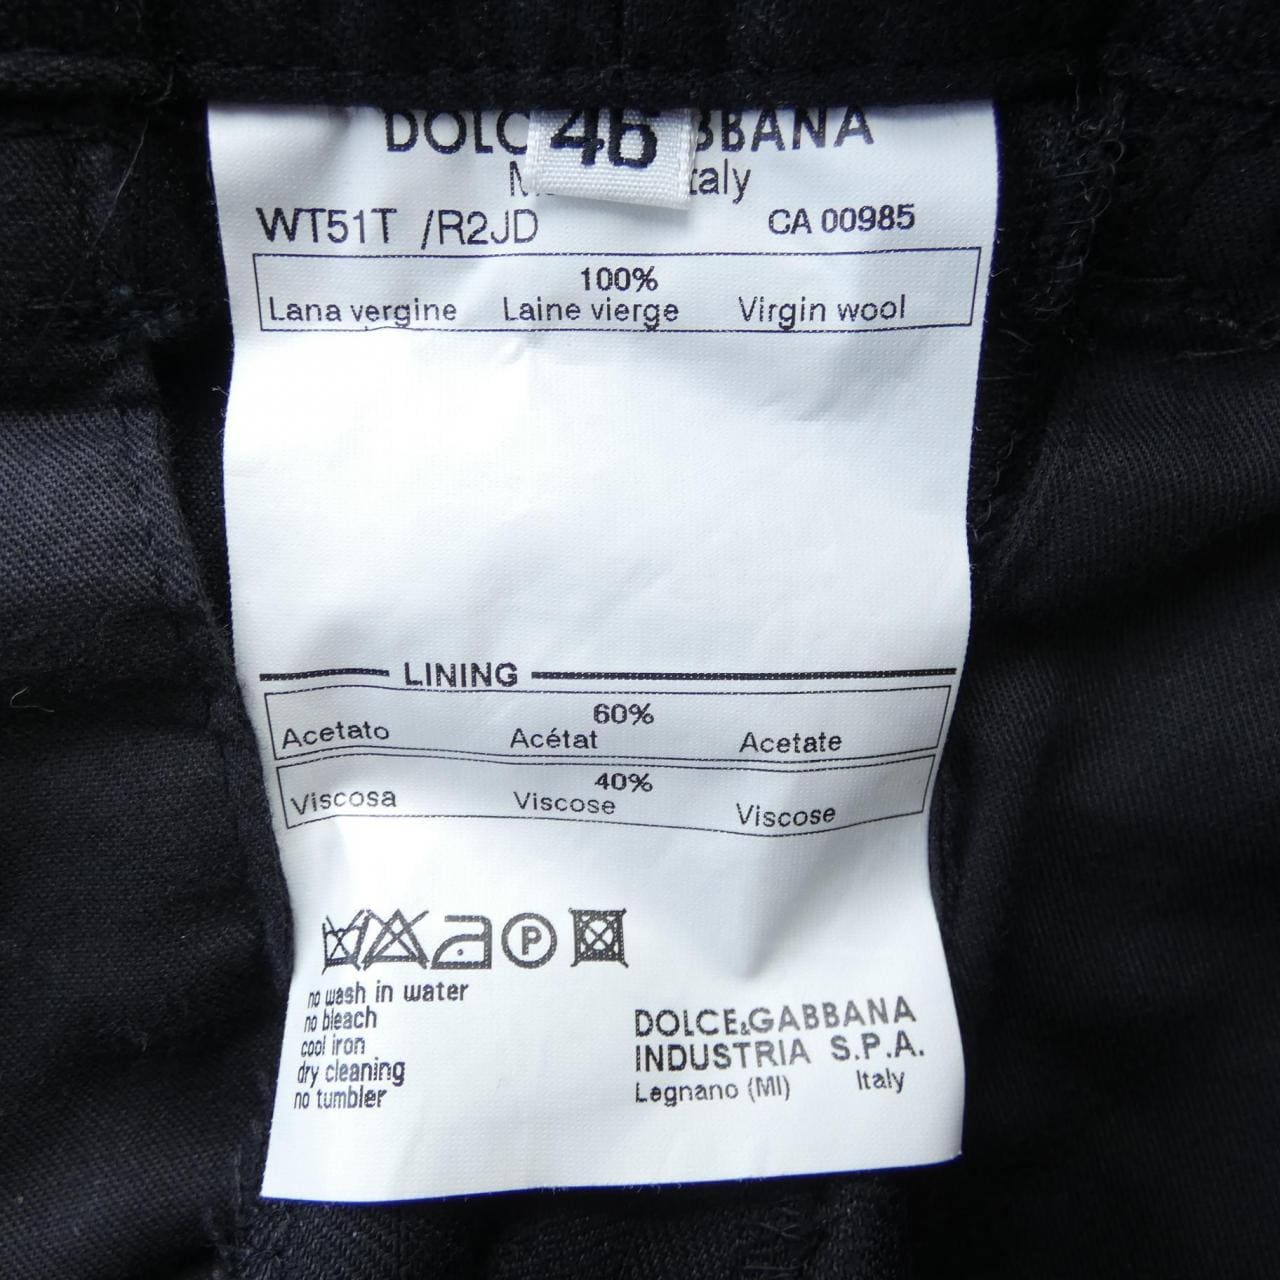 DOLC 46 BBANA
taly
WT51T /R2JD CA 00985
100%
Lana vergine Laine vierge Virgin wool
LINING
60%
Acetato Acétat Acetate
40%
Viscosa Viscose Viscose
P
no wash in water
no bleach
cool iron
dry cleaning
no tumbler
DOLCE&GABBANA
INDUSTRIA S.P.A.
Legnano (MI) Italy